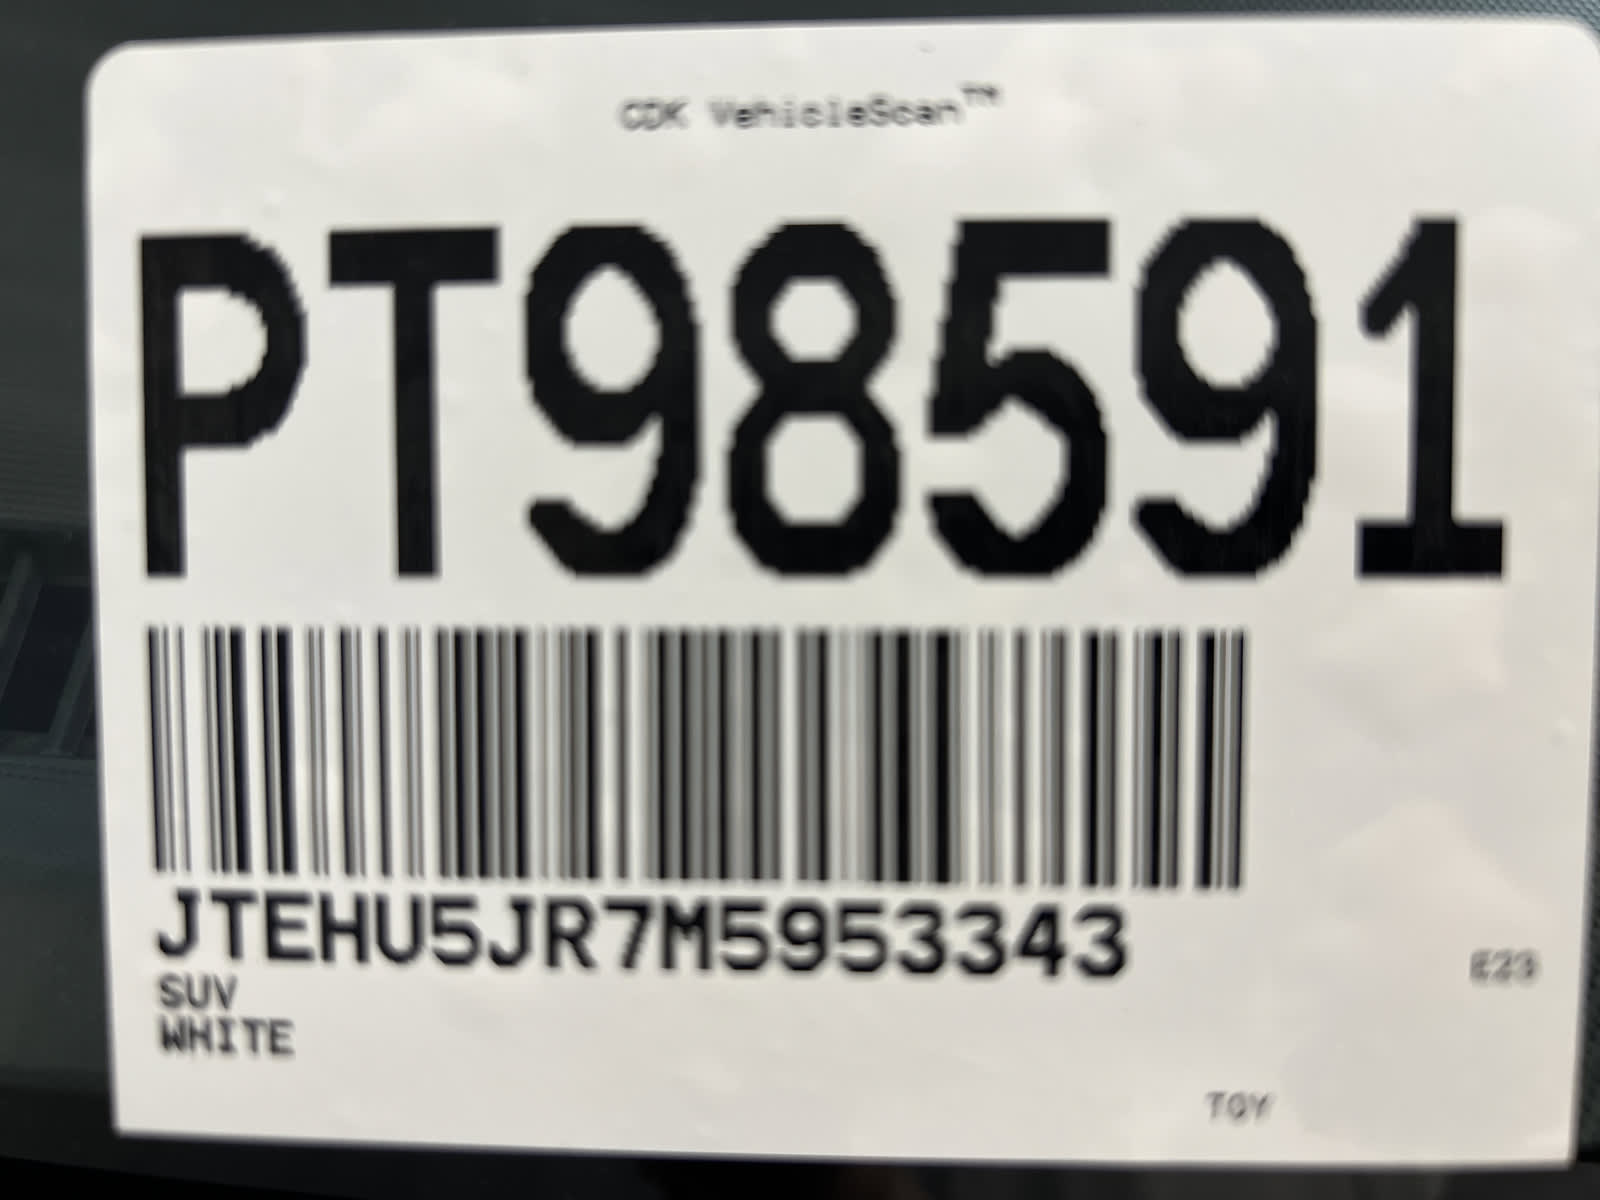 CDK VehicleScan™
PT98591
JTEHU5JR7M5953343
SUV
E23
WHITE
TOY